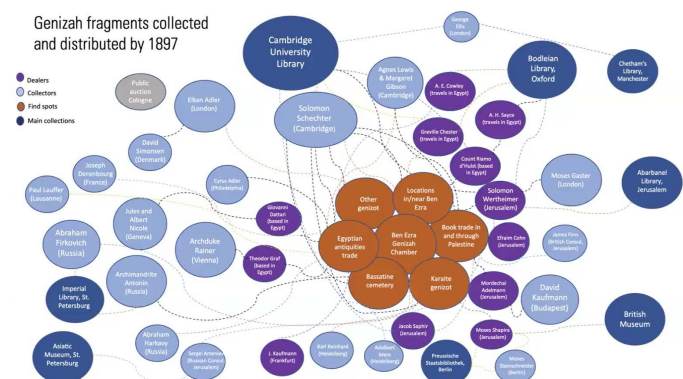 Genizah fragments collected
and distributed by 1897
Dealers
Collectors
Find spots
Main collections
Public
auction
Cologne
Elkan Adler
(London)
Cambridge
University
Library
George
Ellis
(London)
Bodleian
Library,
Oxford
Chetham's
Library,
Manchester
Agnes Lewis &
Margaret
Gibson
(Cambridge)
A. E. Cowley
(travels in Egypt)
Solomon
Schechter
(Cambridge)
Greville Chester
(travels in Egypt)
A. H. Sayce
(travels in Egypt)
David
Simonsen
(Denmark)
Joseph
Derenbourg
(France)
Count Riamo
d'Hulst (based
in Egypt)
Moses Gaster
(London)
Abarbanel
Library,
Jerusalem
Paul Lauffer
(Lausanne)
Cyrus Adler
(Philadelphia)
Other
genizot
Locations
in/near Ben
Ezra
Solomon
Wertheimer
(Jerusalem)
Jules and
Albert
Nicole
(Geneva)
Giovanni
Dattari
(based in
Egypt)
Abraham
Firkovich
(Russia)
Archduke
Rainer
(Vienna)
Egyptian
antiquities
trade
Ben Ezra
Genizah
Chamber
Book trade in
and through
Palestine
Efraim Cohn
(Jerusalem)
James Finn
(British Consul,
Jerusalem)
Theodor Graf
(based in
Egypt)
Imperial
Library, St.
Petersburg
Archimandrite
Antonin
(Russia)
Bassatine
cemetery
Karaite
genizot
Mordechai
Adelmann
(Jerusalem)
David
Kaufmann
(Budapest)
British
Museum
Asiatic
Museum, St.
Petersburg
Abraham
Harkavy
(Russia)
Jacob Saphir
(Jerusalem)
Moses Shapira
(Jerusalem)
(Russian Consul
Jerusalem)
J. Kaufmann
(Frankfurt)
Karl Reinhard
(Heidelberg)
Adalbert
Merx
(Heidelberg)
Preussische
Staatsbibliothek,
Berlin
Moses
Steinschneider
(Berlin)